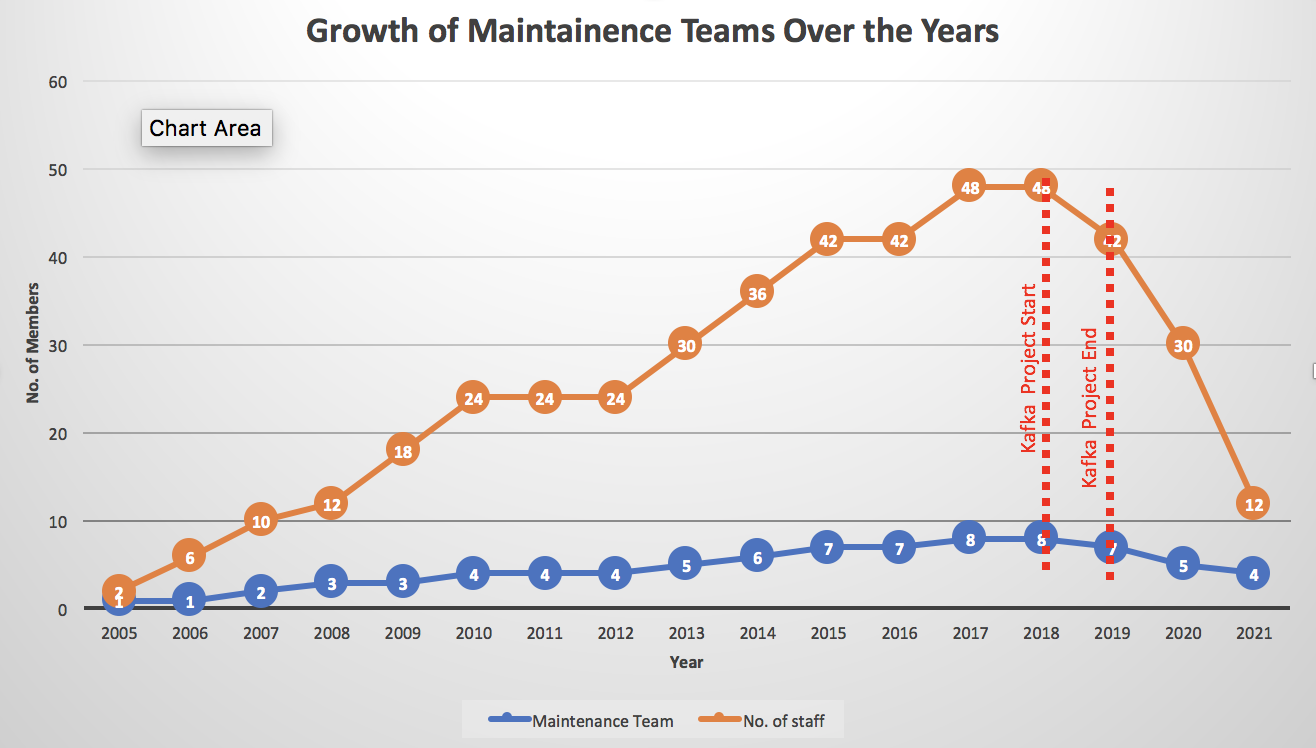 Growth of Maintainence Teams Over the Years
60
Chart Area
50
40
30
20
10
0
No. of Members
2 6 10 12 18 24 24 24 30 36 42 42 48 48 42 30 12
1 1 2 3 3 4 4 4 5 6 7 7 8 8 7 5 4
Kafka Project Start
Kafka Project End
2005 2006 2007 2008 2009 2010 2011 2012 2013 2014 2015 2016 2017 2018 2019 2020 2021
Year
Maintenance Team No. of staff